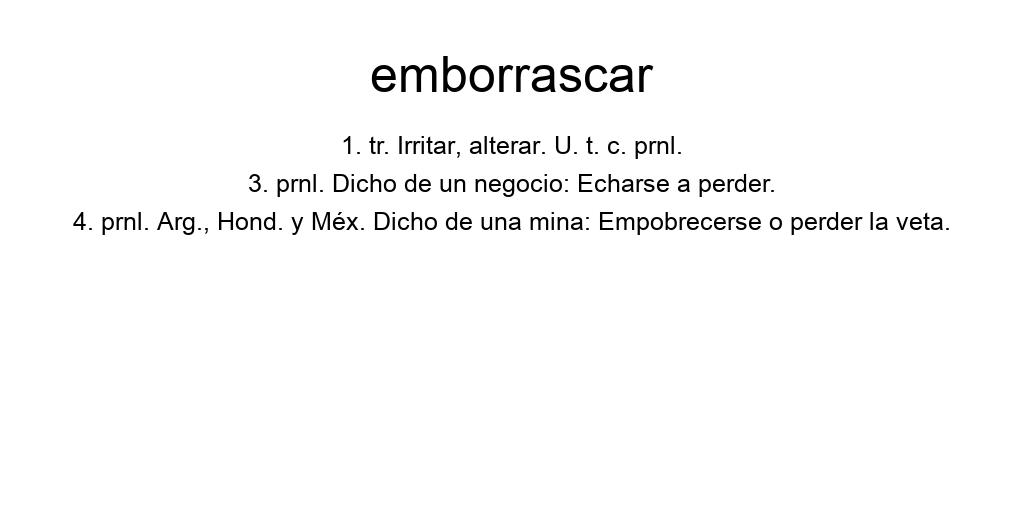 emborrascar
1. tr. Irritar, alterar. U. t. c. prnl.
3. prnl. Dicho de un negocio: Echarse a perder.
4. prnl. Arg., Hond. y Méx. Dicho de una mina: Empobrecerse o perder la veta.